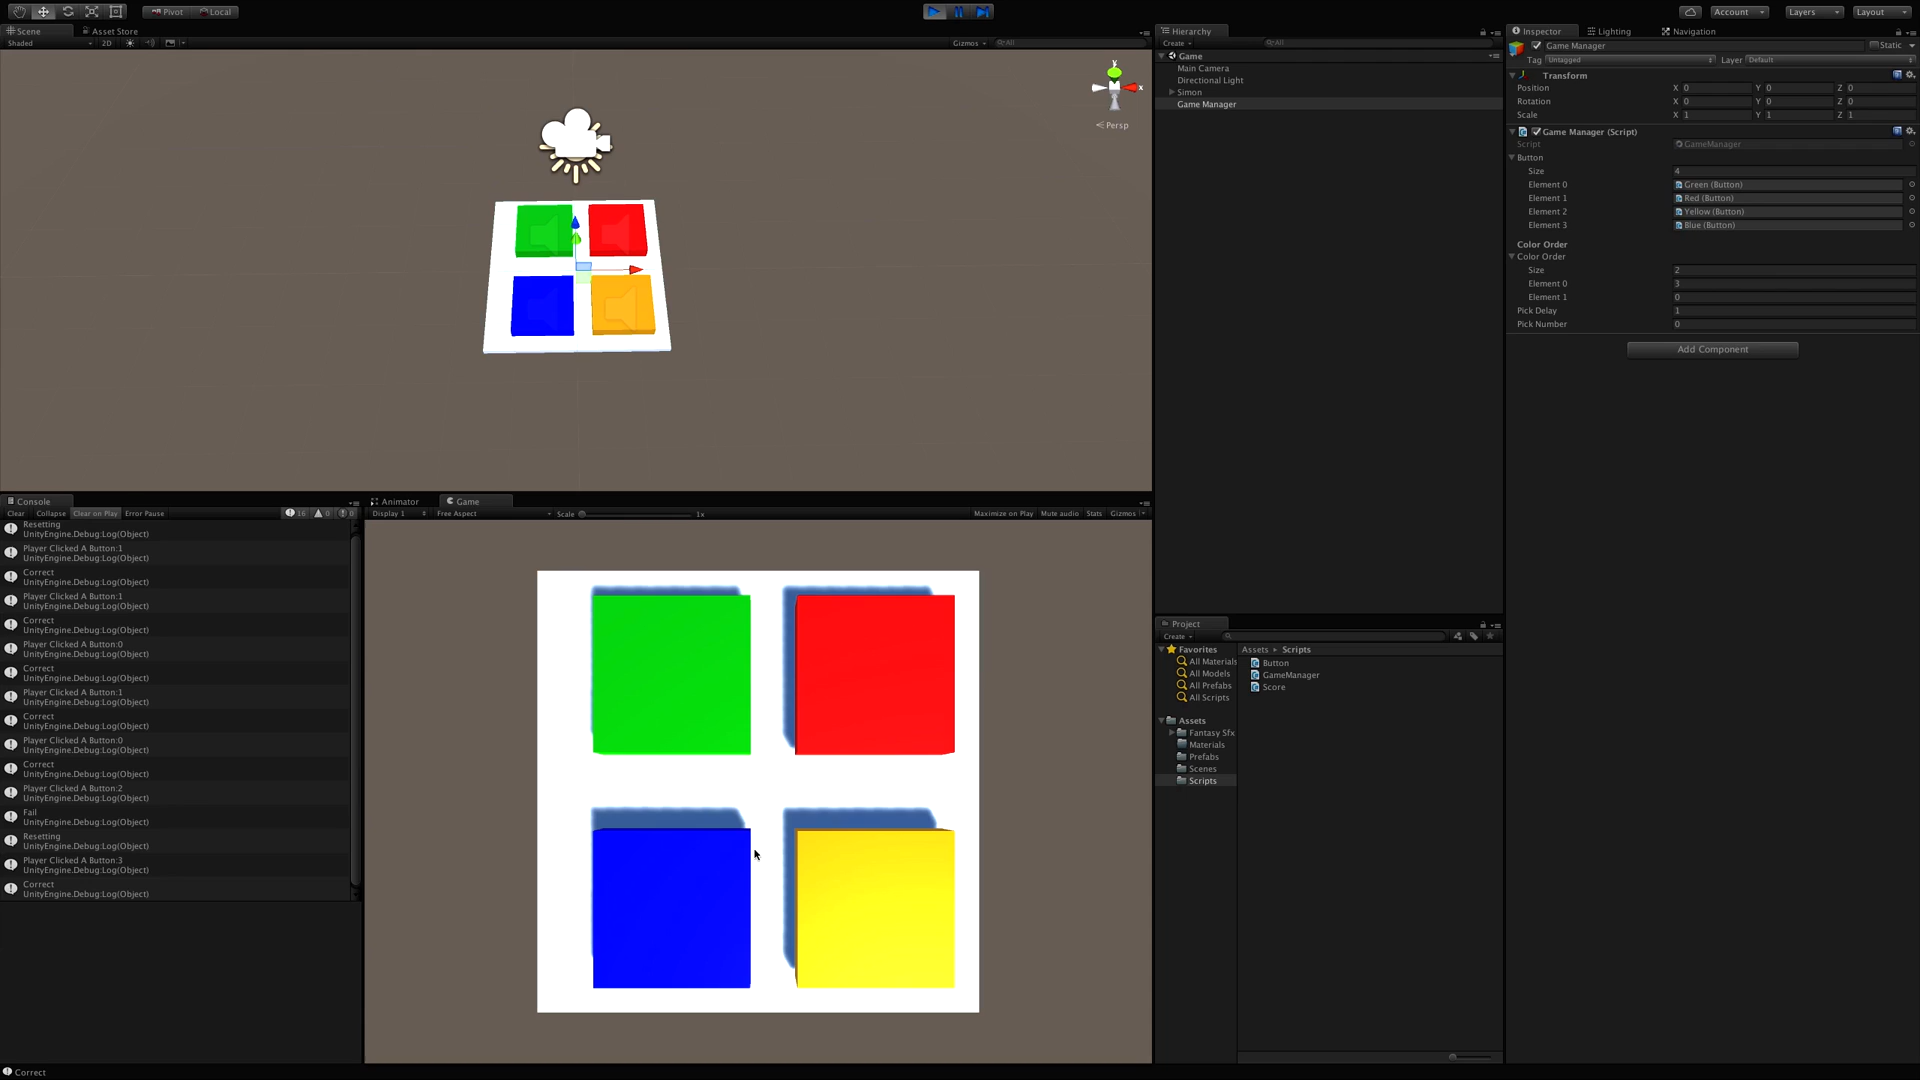 Pivot Local Account Layers Layout
Scene Asset Store
Shaded 2D Gizmos All
y
x
Persp
Hierarchy
Create All
Game
Main Camera
Directional Light
Simon
Game Manager
Inspector Lighting Navigation
Game Manager Static
Tag Untagged Layer Default
Transform
Position X 0 Y 0 Z 0
Rotation X 0 Y 0 Z 0
Scale X 1 Y 1 Z 1
Game Manager (Script)
Script GameManager
Button
Size 4
Element 0 Green (Button)
Element 1 Red (Button)
Element 2 Yellow (Button)
Element 3 Blue (Button)
Color Order
Color Order
Size 2
Element 0 3
Element 1 0
Pick Delay 1
Pick Number 0
Add Component
Console
Clear Collapse Clear on Play Error Pause 16 0 0
Resetting
UnityEngine.Debug:Log(Object)
Player Clicked A Button:1
UnityEngine.Debug:Log(Object)
Correct
UnityEngine.Debug:Log(Object)
Player Clicked A Button:1
UnityEngine.Debug:Log(Object)
Correct
UnityEngine.Debug:Log(Object)
Player Clicked A Button:0
UnityEngine.Debug:Log(Object)
Correct
UnityEngine.Debug:Log(Object)
Player Clicked A Button:1
UnityEngine.Debug:Log(Object)
Correct
UnityEngine.Debug:Log(Object)
Player Clicked A Button:0
UnityEngine.Debug:Log(Object)
Correct
UnityEngine.Debug:Log(Object)
Player Clicked A Button:2
UnityEngine.Debug:Log(Object)
Fail
UnityEngine.Debug:Log(Object)
Resetting
UnityEngine.Debug:Log(Object)
Player Clicked A Button:3
UnityEngine.Debug:Log(Object)
Correct
UnityEngine.Debug:Log(Object)
Animator Game
Display 1 Free Aspect Scale 1x Maximize on Play Mute audio Stats Gizmos
Project
Create
Favorites
All Materials
All Models
All Prefabs
All Scripts
Assets
Fantasy Sfx
Materials
Prefabs
Scenes
Scripts
Assets Scripts
Button
GameManager
Score
Correct